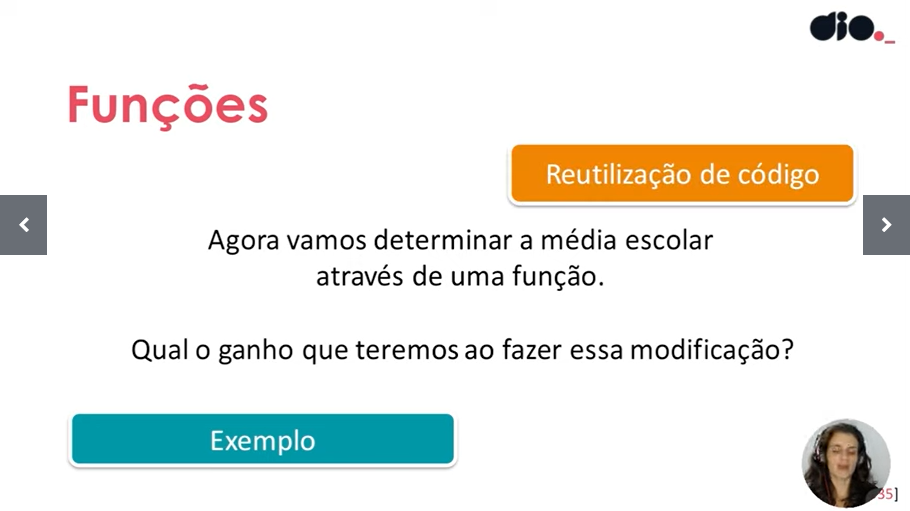 dio._
Funções
Reutilização de código
Agora vamos determinar a média escolar
através de uma função.
Qual o ganho que teremos ao fazer essa modificação?
Exemplo
35]